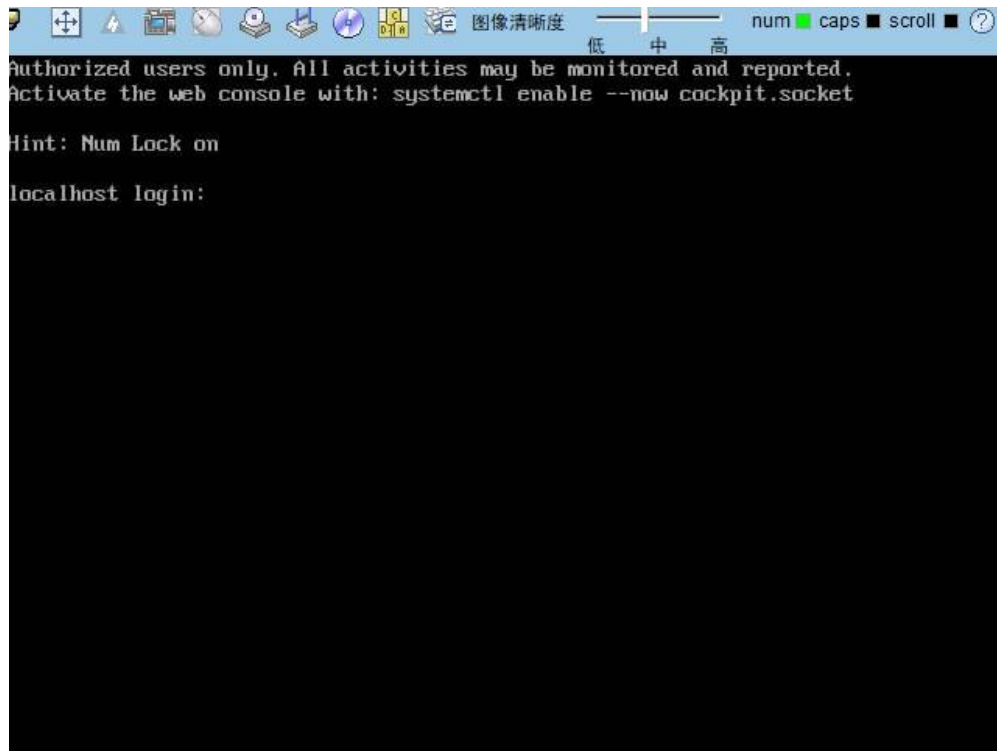 图像清晰度 num caps scroll ?
低 中 高
Authorized users only. All activities may be monitored and reported.
Activate the web console with: systemctl enable --now cockpit.socket
Hint: Num Lock on
localhost login: